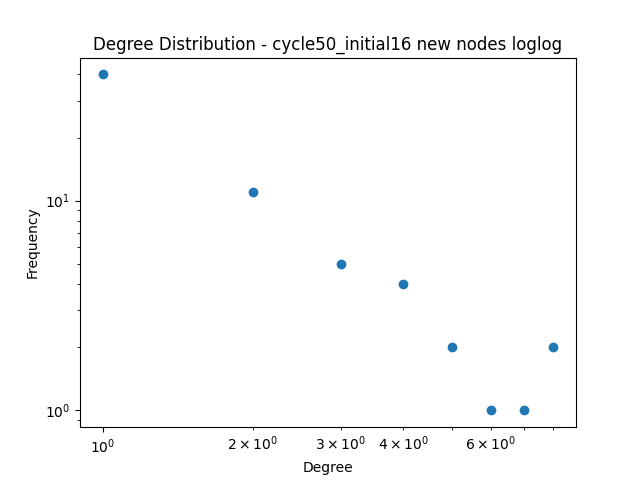 Degree Distribution - cycle50_initial16 new nodes loglog
Frequency
10¹
10⁰
10⁰
2 × 10⁰
3 × 10⁰
4 × 10⁰
6 × 10⁰
Degree